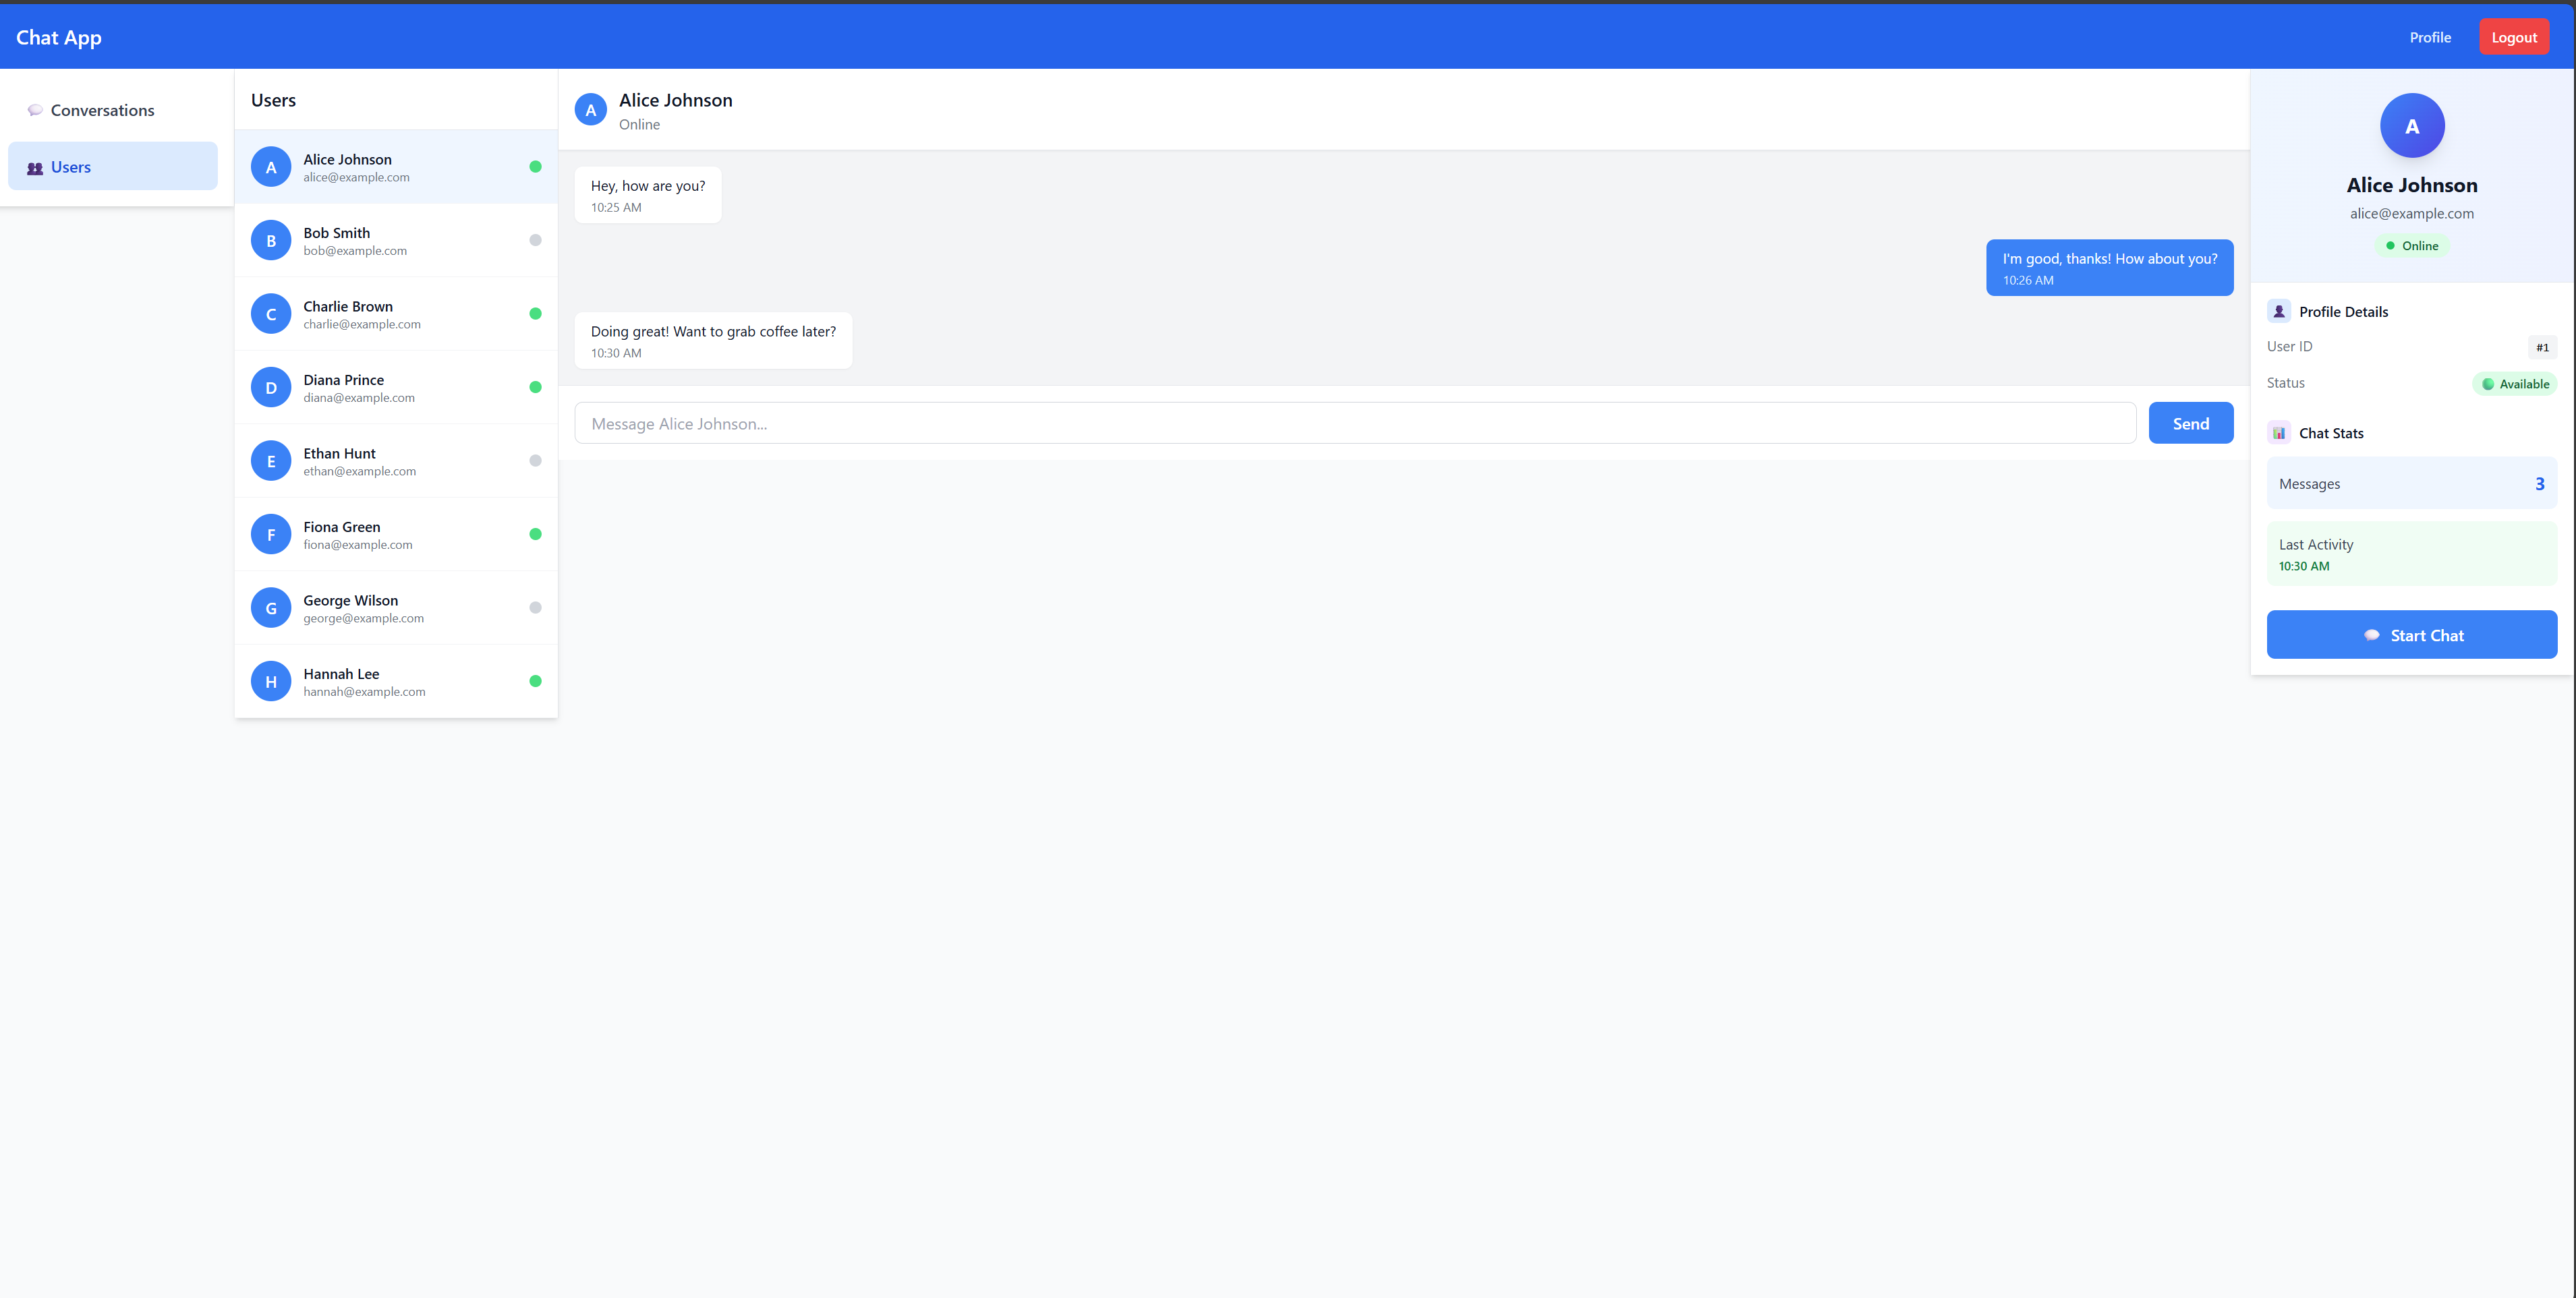 Chat App
Profile
Logout
Conversations
Users
Users
A
Alice Johnson
alice@example.com
B
Bob Smith
bob@example.com
C
Charlie Brown
charlie@example.com
D
Diana Prince
diana@example.com
E
Ethan Hunt
ethan@example.com
F
Fiona Green
fiona@example.com
G
George Wilson
george@example.com
H
Hannah Lee
hannah@example.com
A
Alice Johnson
Online
Hey, how are you?
10:25 AM
I'm good, thanks! How about you?
10:26 AM
Doing great! Want to grab coffee later?
10:30 AM
Message Alice Johnson...
Send
A
Alice Johnson
alice@example.com
Online
Profile Details
User ID
#1
Status
Available
Chat Stats
Messages
3
Last Activity
10:30 AM
Start Chat